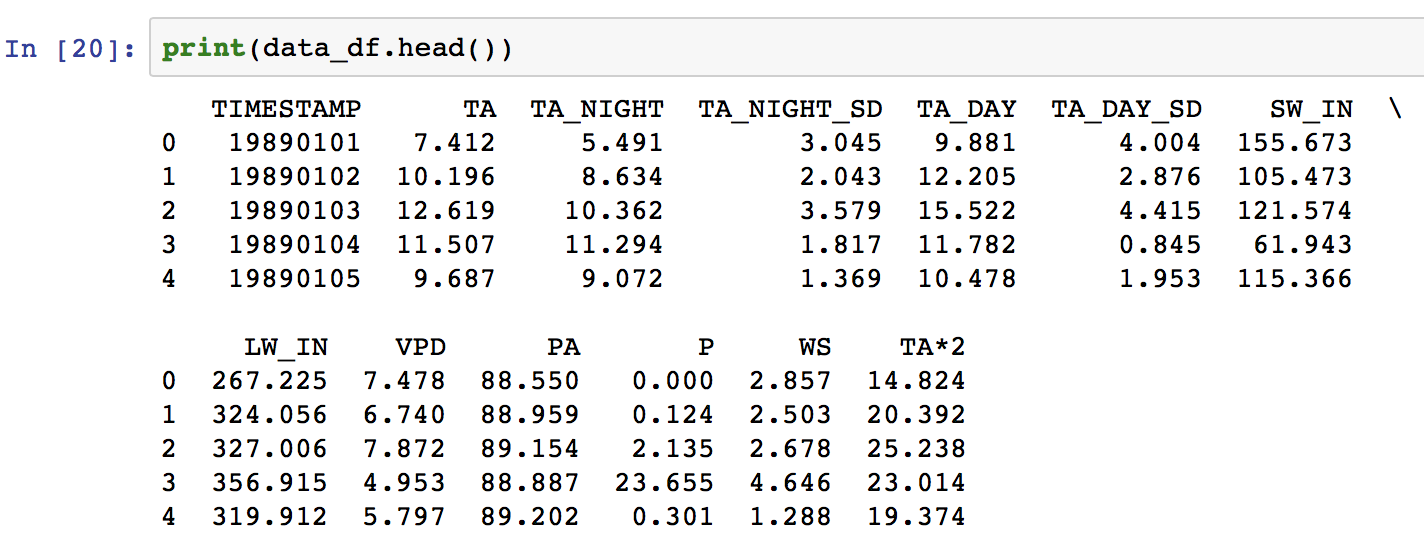 In [20]: print(data_df.head())
TIMESTAMP TA TA_NIGHT TA_NIGHT_SD TA_DAY TA_DAY_SD SW_IN \
0 19890101 7.412 5.491 3.045 9.881 4.004 155.673
1 19890102 10.196 8.634 2.043 12.205 2.876 105.473
2 19890103 12.619 10.362 3.579 15.522 4.415 121.574
3 19890104 11.507 11.294 1.817 11.782 0.845 61.943
4 19890105 9.687 9.072 1.369 10.478 1.953 115.366
LW_IN VPD PA P WS TA*2
0 267.225 7.478 88.550 0.000 2.857 14.824
1 324.056 6.740 88.959 0.124 2.503 20.392
2 327.006 7.872 89.154 2.135 2.678 25.238
3 356.915 4.953 88.887 23.655 4.646 23.014
4 319.912 5.797 89.202 0.301 1.288 19.374